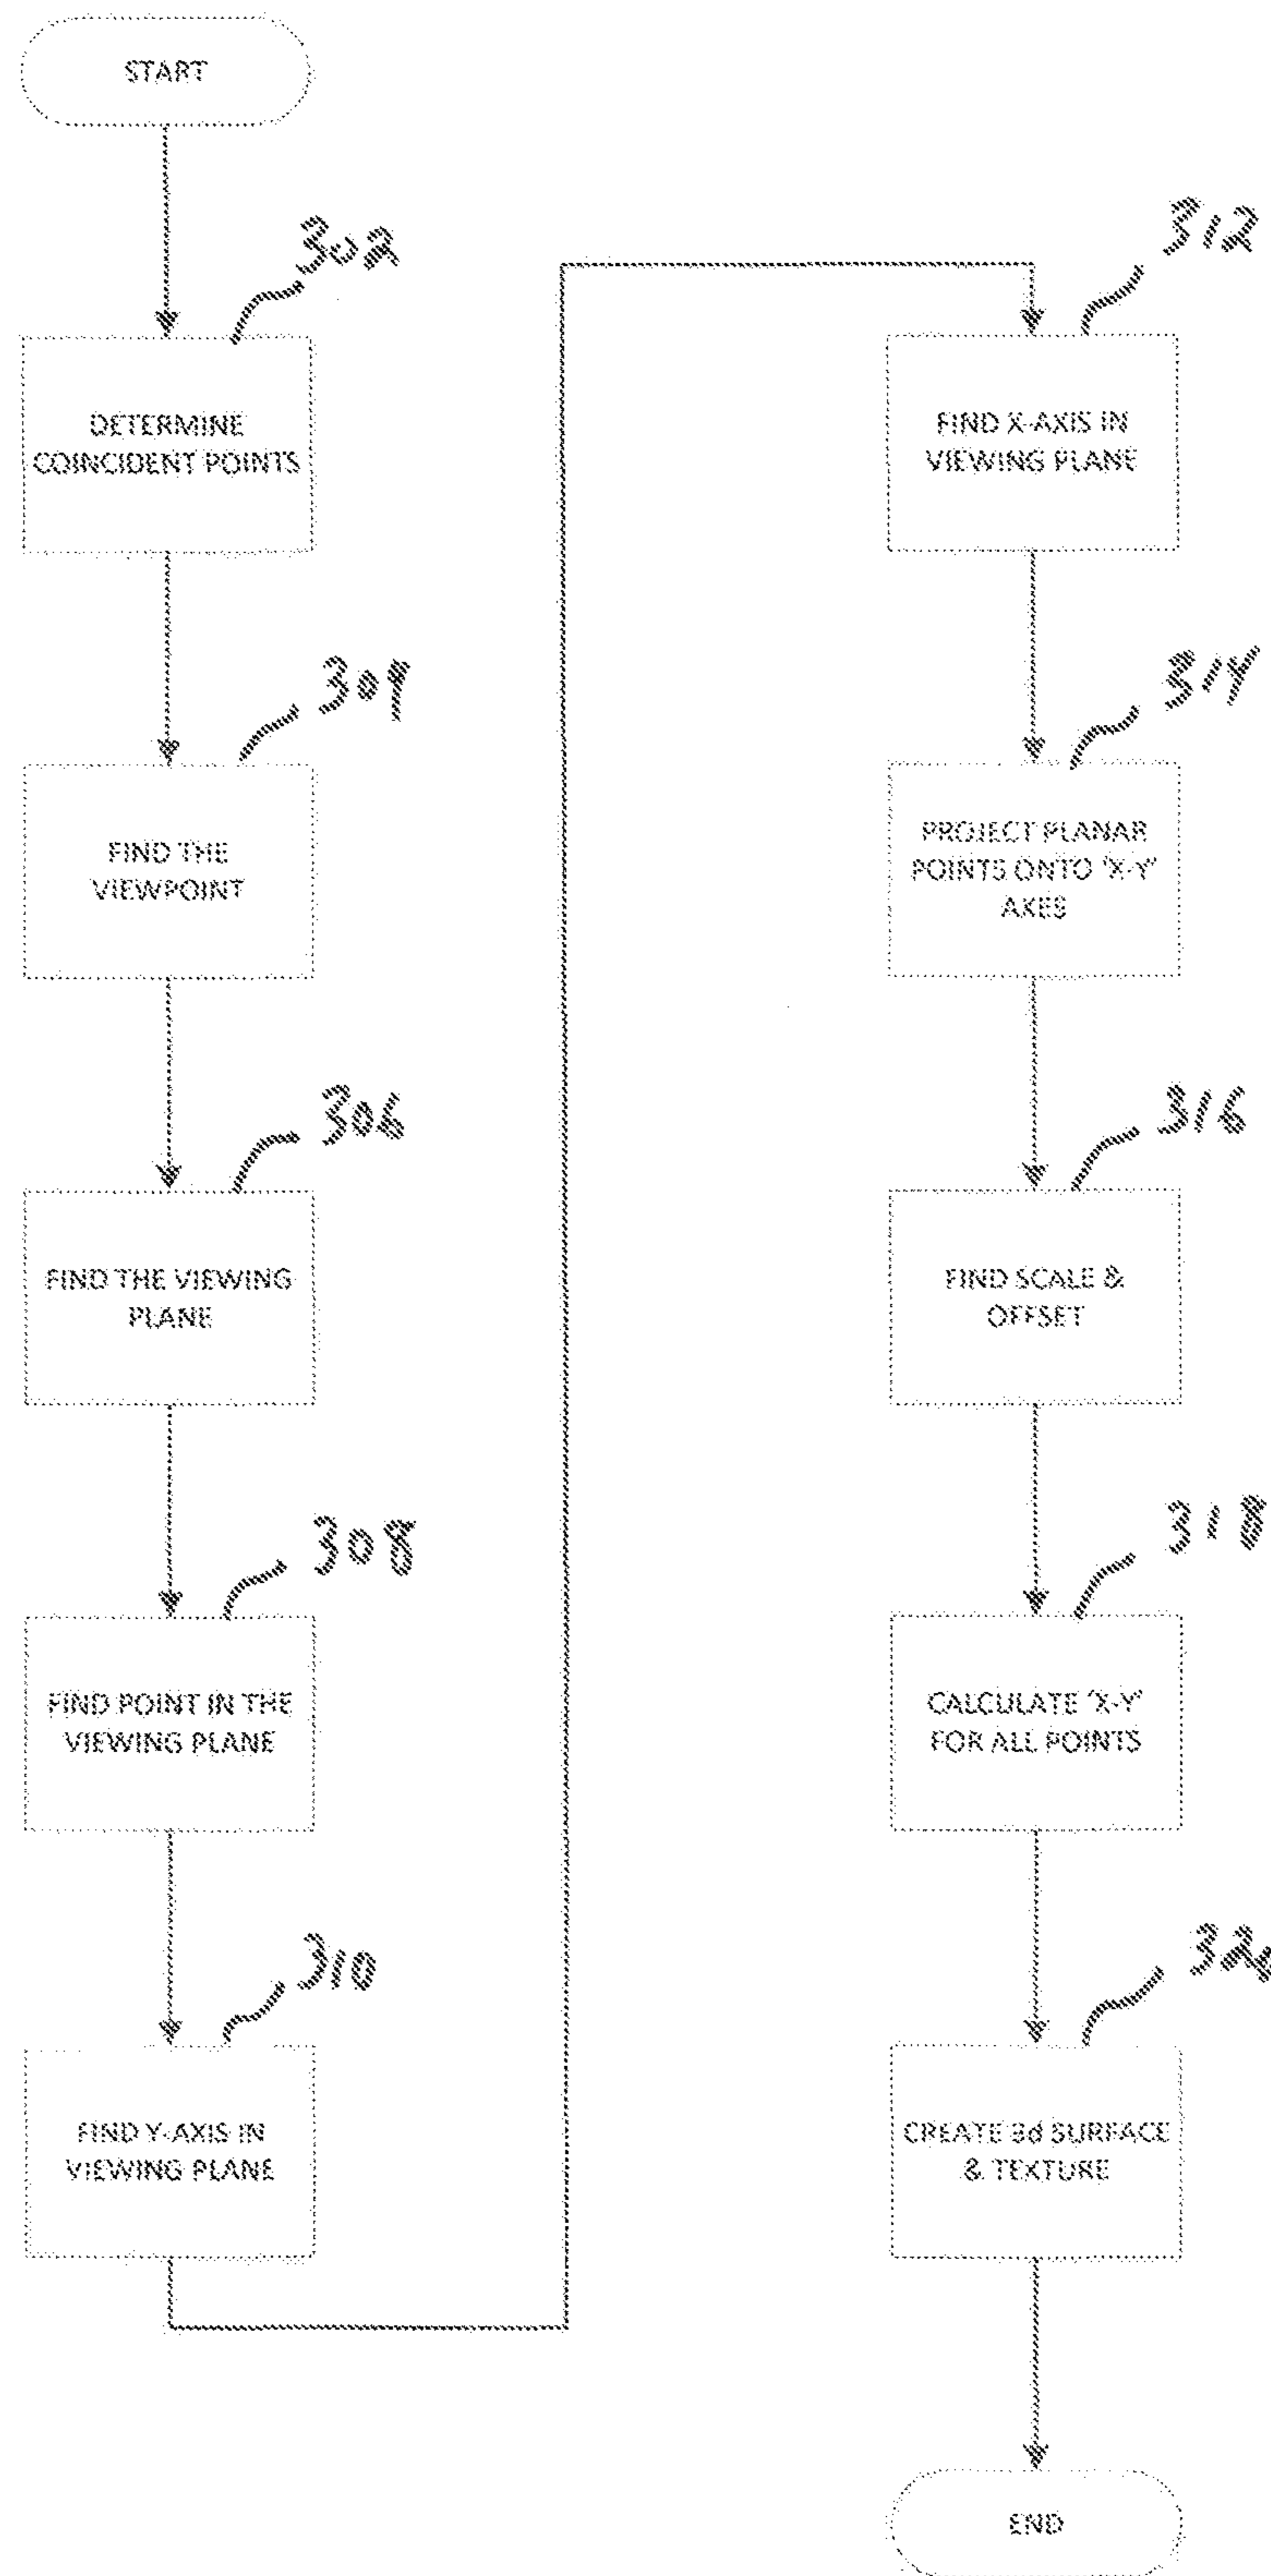 START
302
DETERMINE
COINCIDENT POINTS
304
FIND THE
VIEWPOINT
306
FIND THE VIEWING
PLANE
308
FIND POINT IN THE
VIEWING PLANE
310
FIND Y-AXIS IN
VIEWING PLANE
312
FIND X-AXIS IN
VIEWING PLANE
314
PROJECT PLANAR
POINTS ONTO 'X-Y'
AXES
316
FIND SCALE &
OFFSET
318
CALCULATE 'X-Y'
FOR ALL POINTS
320
CREATE 3d SURFACE
& TEXTURE
END